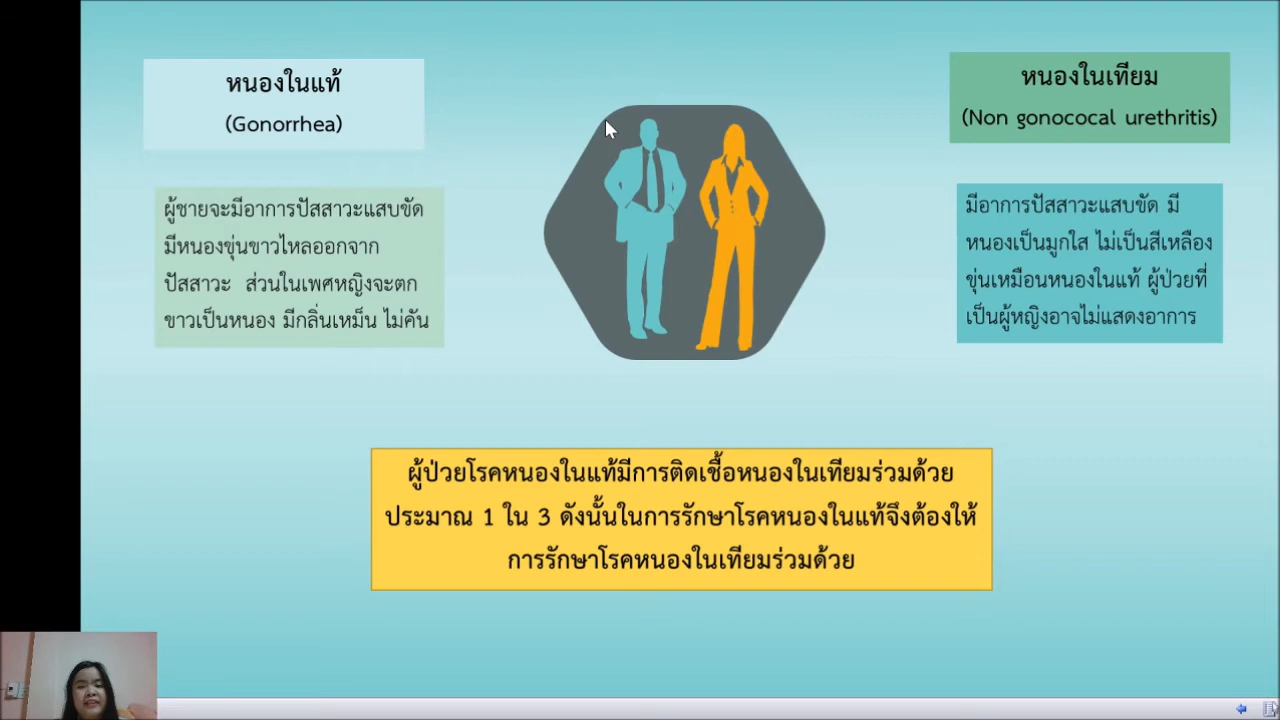 หนองในแท้
(Gonorrhea)
ผู้ชายจะมีอาการปัสสาวะแสบขัด
มีหนองขุ่นขาวไหลออกจาก
ปัสสาวะ ส่วนในเพศหญิงจะตก
ขาวเป็นหนอง มีกลิ่นเหม็น ไม่คัน
หนองในเทียม
(Non gonococal urethritis)
มีอาการปัสสาวะแสบขัด มี
หนองเป็นมูกใส ไม่เป็นสีเหลือง
ขุ่นเหมือนหนองในแท้ ผู้ป่วยที่
เป็นผู้หญิงอาจไม่แสดงอาการ
ผู้ป่วยโรคหนองในแท้มีการติดเชื้อหนองในเทียมร่วมด้วย
ประมาณ 1 ใน 3 ดังนั้นในการรักษาโรคหนองในแท้จึงต้องให้
การรักษาโรคหนองในเทียมร่วมด้วย